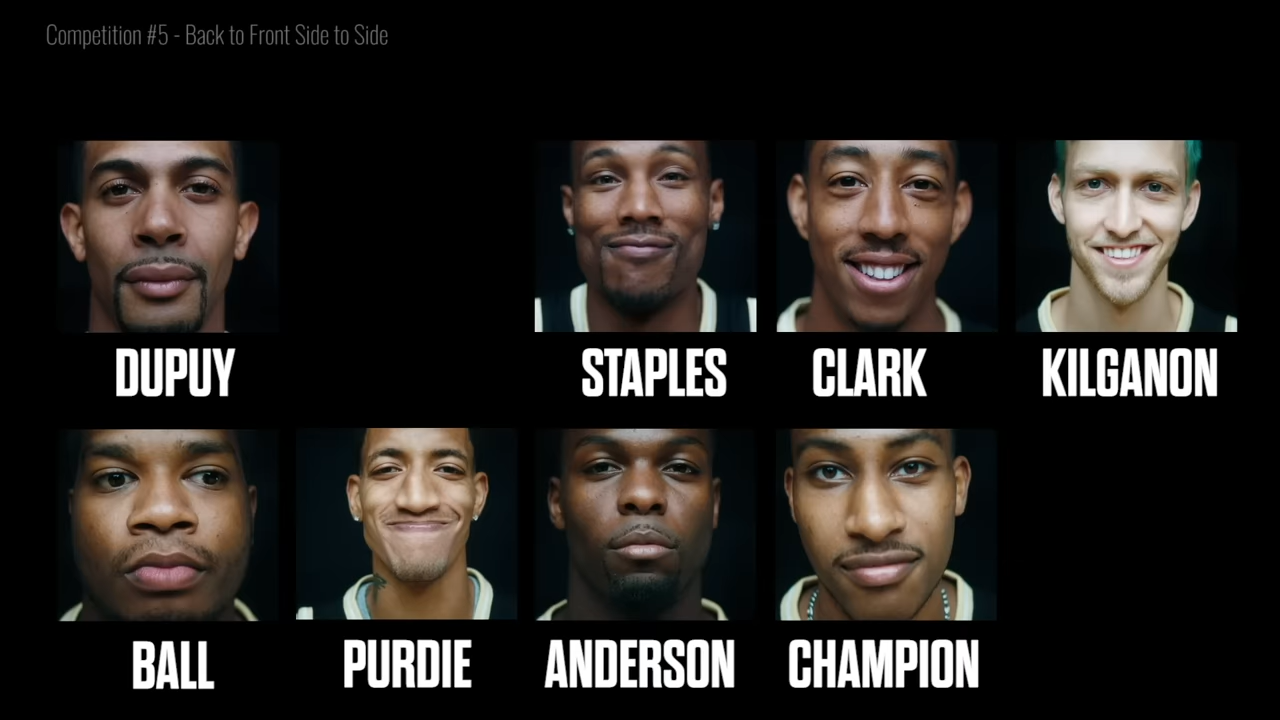 Competition #5 - Back to Front Side to Side
DUPUY
STAPLES
CLARK
KILGANON
BALL
PURDIE
ANDERSON
CHAMPION